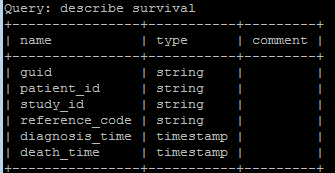 Query: describe survival
+----------------+-----------+---------+
| name           | type      | comment |
+----------------+-----------+---------+
| guid           | string    |         |
| patient_id     | string    |         |
| study_id       | string    |         |
| reference_code | string    |         |
| diagnosis_time | timestamp |         |
| death_time     | timestamp |         |
+----------------+-----------+---------+